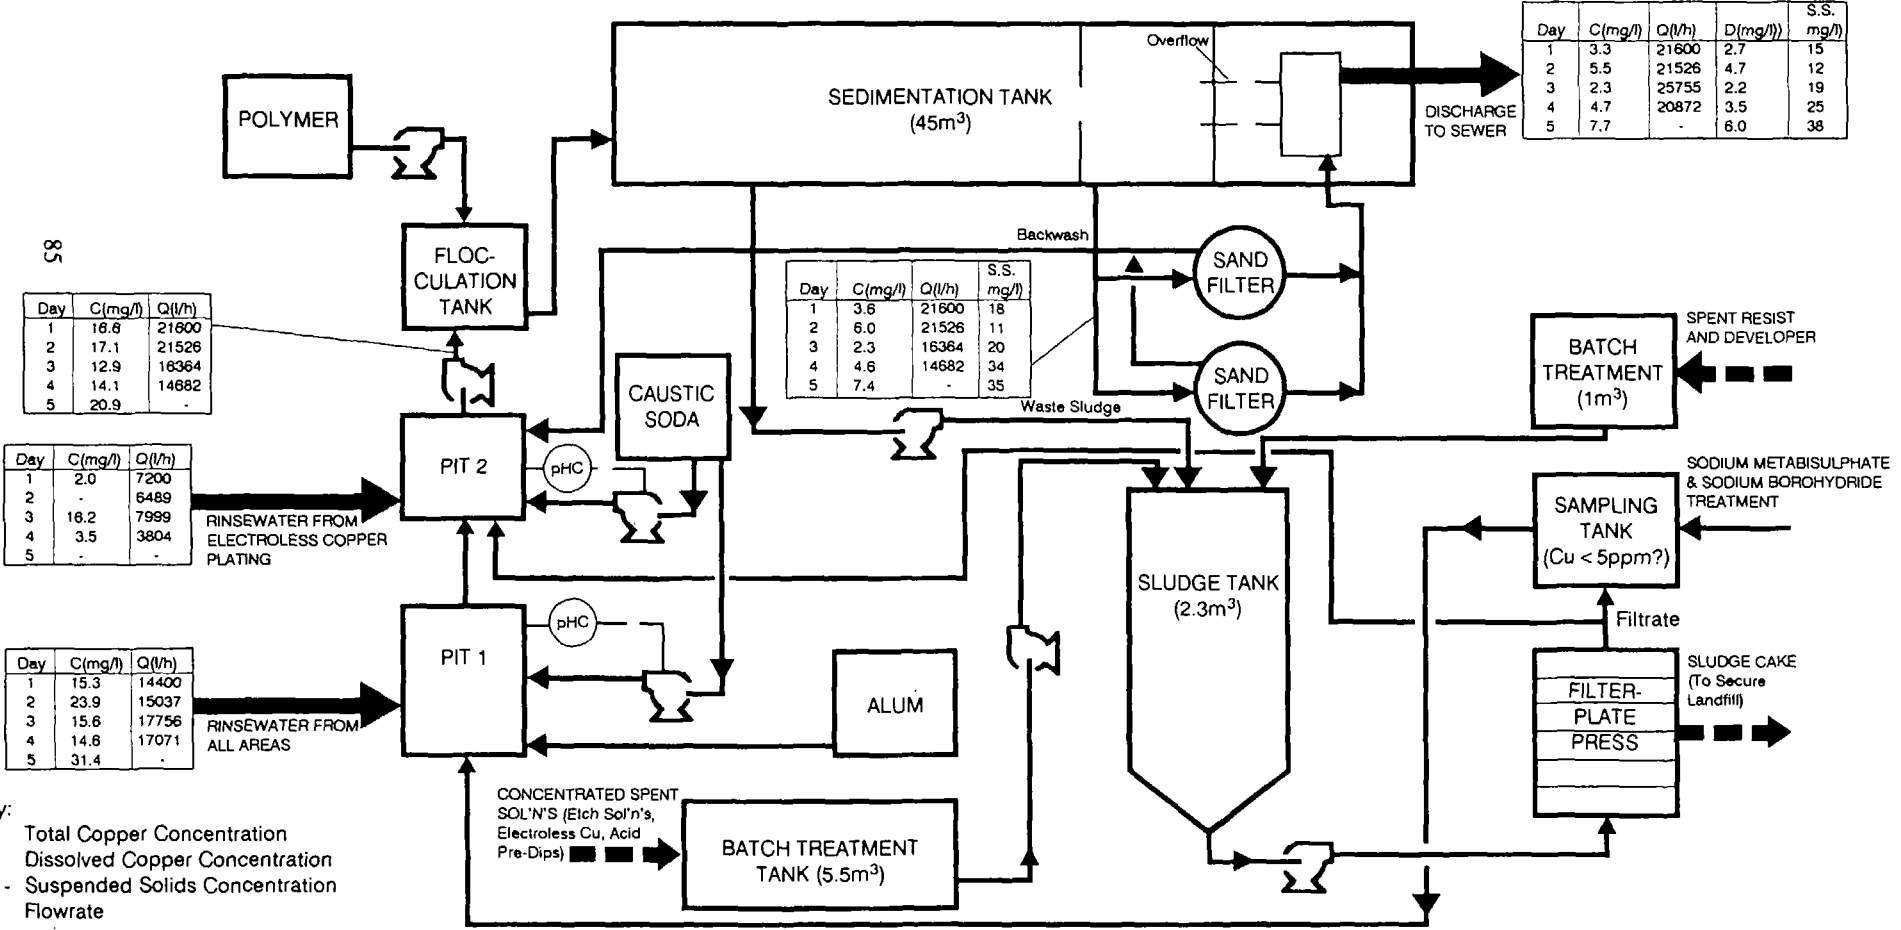 S.S.
Day C(mg/l) Q(l/h) D(mg/l)) mg/l)
1 3.3 21600 2.7 15
2 5.5 21526 4.7 12
3 2.3 25755 2.2 19
4 4.7 20872 3.5 25
5 7.7 - 6.0 38
Overflow
SEDIMENTATION TANK
(45m³)
DISCHARGE
TO SEWER
POLYMER
FLOC-
CULATION
TANK
Backwash
SAND
FILTER
85
Day C(mg/l) Q(l/h)
1 16.6 21600
2 17.1 21526
3 12.9 16364
4 14.1 14682
5 20.9 -
S.S.
Day C(mg/l) Q(l/h) mg/l)
1 3.6 21600 18
2 6.0 21526 11
3 2.3 16364 20
4 4.6 14682 34
5 7.4 - 35
SAND
FILTER
SPENT RESIST
AND DEVELOPER
BATCH
TREATMENT
(1m³)
CAUSTIC
SODA
Waste Sludge
Day C(mg/l) Q(l/h)
1 2.0 7200
2 - 6489
3 16.2 7999
4 3.5 3804
5 - -
RINSEWATER FROM
ELECTROLESS COPPER
PLATING
PIT 2
pHC
SODIUM METABISULPHATE
& SODIUM BOROHYDRIDE
TREATMENT
SAMPLING
TANK
(Cu < 5ppm?)
SLUDGE TANK
(2.3m³)
Filtrate
Day C(mg/l) Q(l/h)
1 15.3 14400
2 23.9 15037
3 15.6 17756
4 14.6 17071
5 31.4 -
RINSEWATER FROM
ALL AREAS
PIT 1
pHC
ALUM
FILTER-
PLATE
PRESS
SLUDGE CAKE
(To Secure
Landfill)
CONCENTRATED SPENT
SOL'N'S (Etch Sol'n's,
Electroless Cu, Acid
Pre-Dips)
BATCH TREATMENT
TANK (5.5m³)
y:
Total Copper Concentration
Dissolved Copper Concentration
- Suspended Solids Concentration
Flowrate